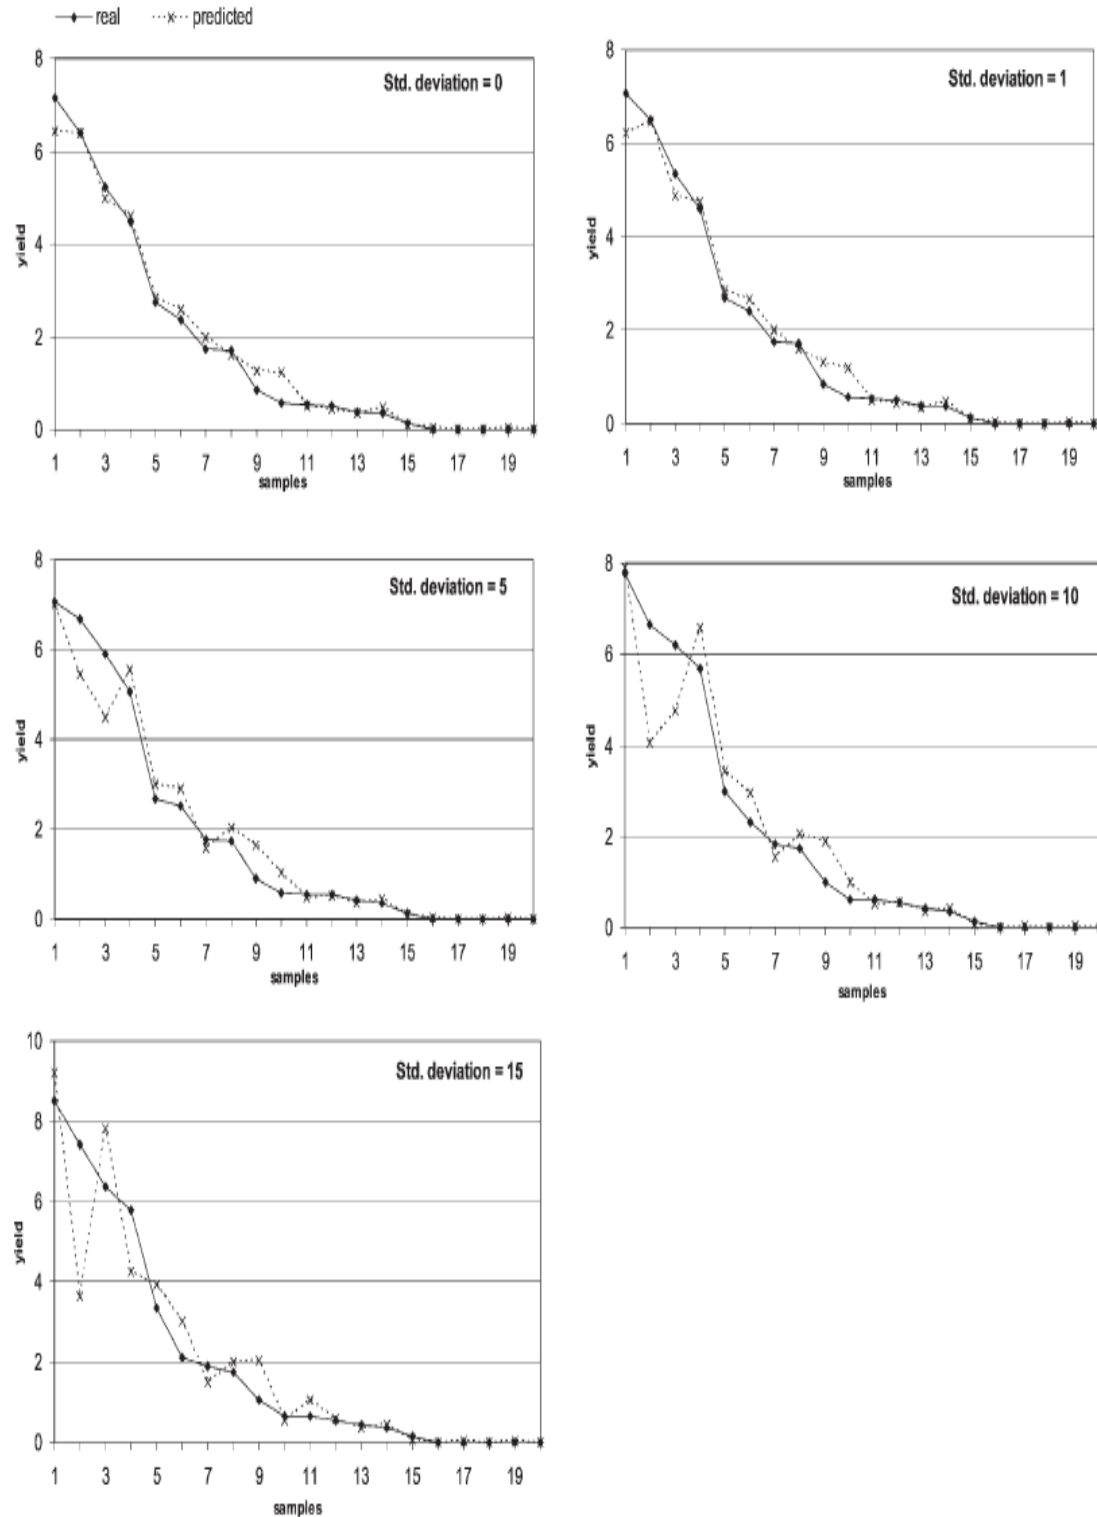 real predicted
Std. deviation = 0
8
6
4
2
0
yield
1 3 5 7 9 11 13 15 17 19
samples
Std. deviation = 1
8
6
4
2
0
yield
1 3 5 7 9 11 13 15 17 19
samples
Std. deviation = 5
8
6
4
2
0
yield
1 3 5 7 9 11 13 15 17 19
samples
Std. deviation = 10
8
6
4
2
0
yield
1 3 5 7 9 11 13 15 17 19
samples
Std. deviation = 15
10
8
6
4
2
0
yield
1 3 5 7 9 11 13 15 17 19
samples